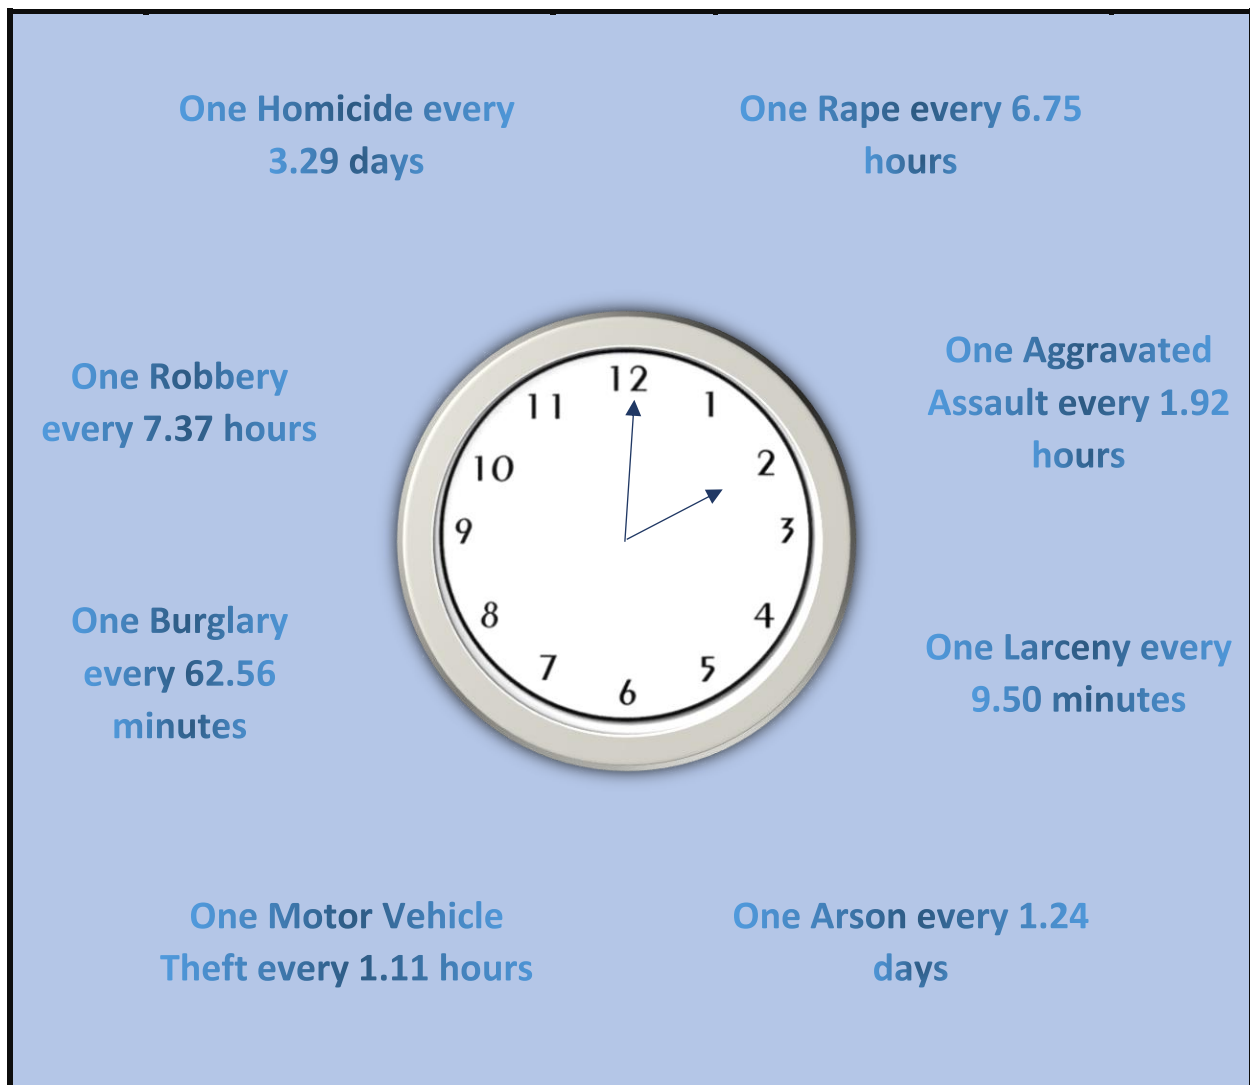 One Homicide every
3.29 days
One Rape every 6.75
hours
One Robbery
every 7.37 hours
One Aggravated
Assault every 1.92
hours
12
1
2
3
4
5
6
7
8
9
10
11
One Burglary
every 62.56
minutes
One Larceny every
9.50 minutes
One Motor Vehicle
Theft every 1.11 hours
One Arson every 1.24
days